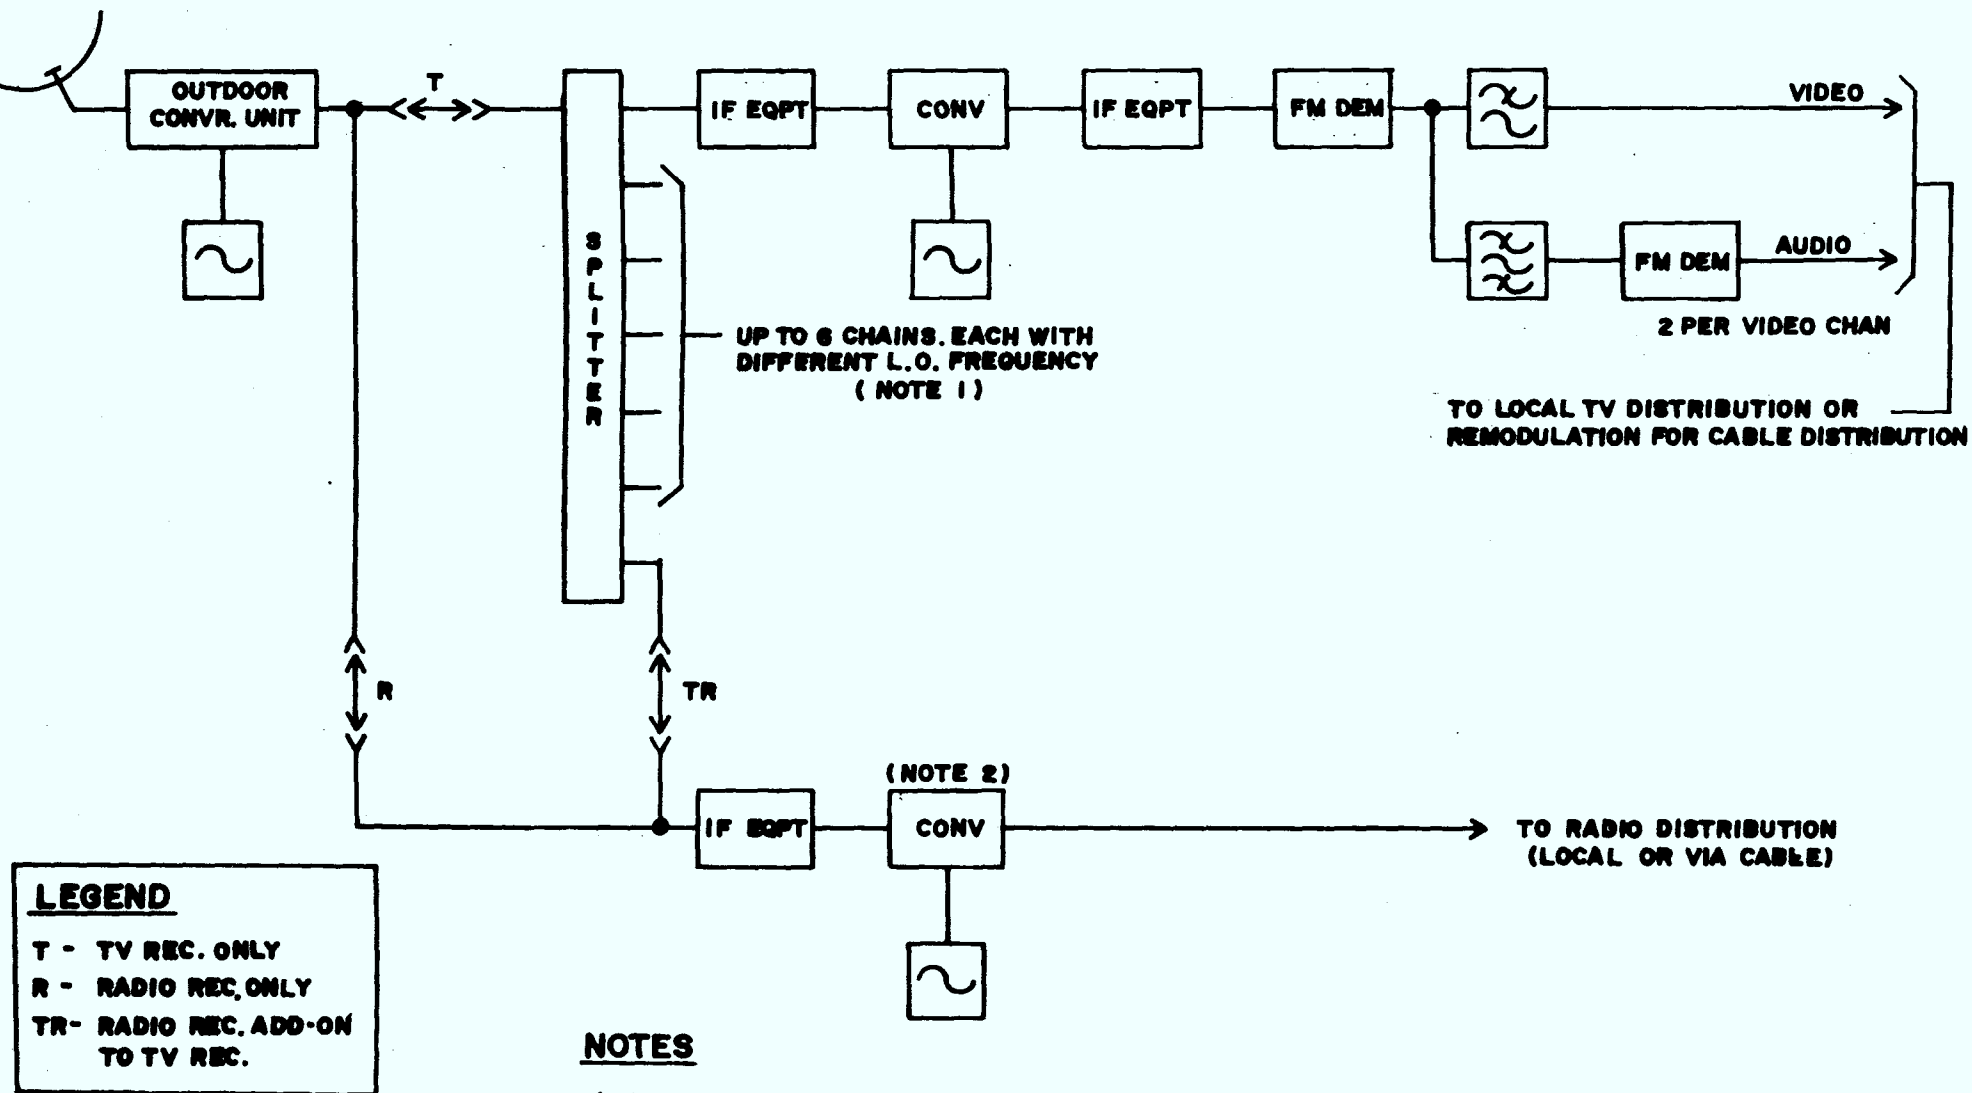 OUTDOOR
CONVR. UNIT
T
IF EQPT
CONV
IF EQPT
FM DEM
VIDEO
SPLITTER
AUDIO
FM DEM
2 PER VIDEO CHAN
UP TO 6 CHAINS. EACH WITH
DIFFERENT L.O. FREQUENCY
(NOTE 1)
TO LOCAL TV DISTRIBUTION OR
REMODULATION FOR CABLE DISTRIBUTION
R
TR
(NOTE 2)
IF EQPT
CONV
TO RADIO DISTRIBUTION
(LOCAL OR VIA CABLE)
LEGEND
T - TV REC. ONLY
R - RADIO REC. ONLY
TR- RADIO REC. ADD-ON
TO TV REC.
NOTES